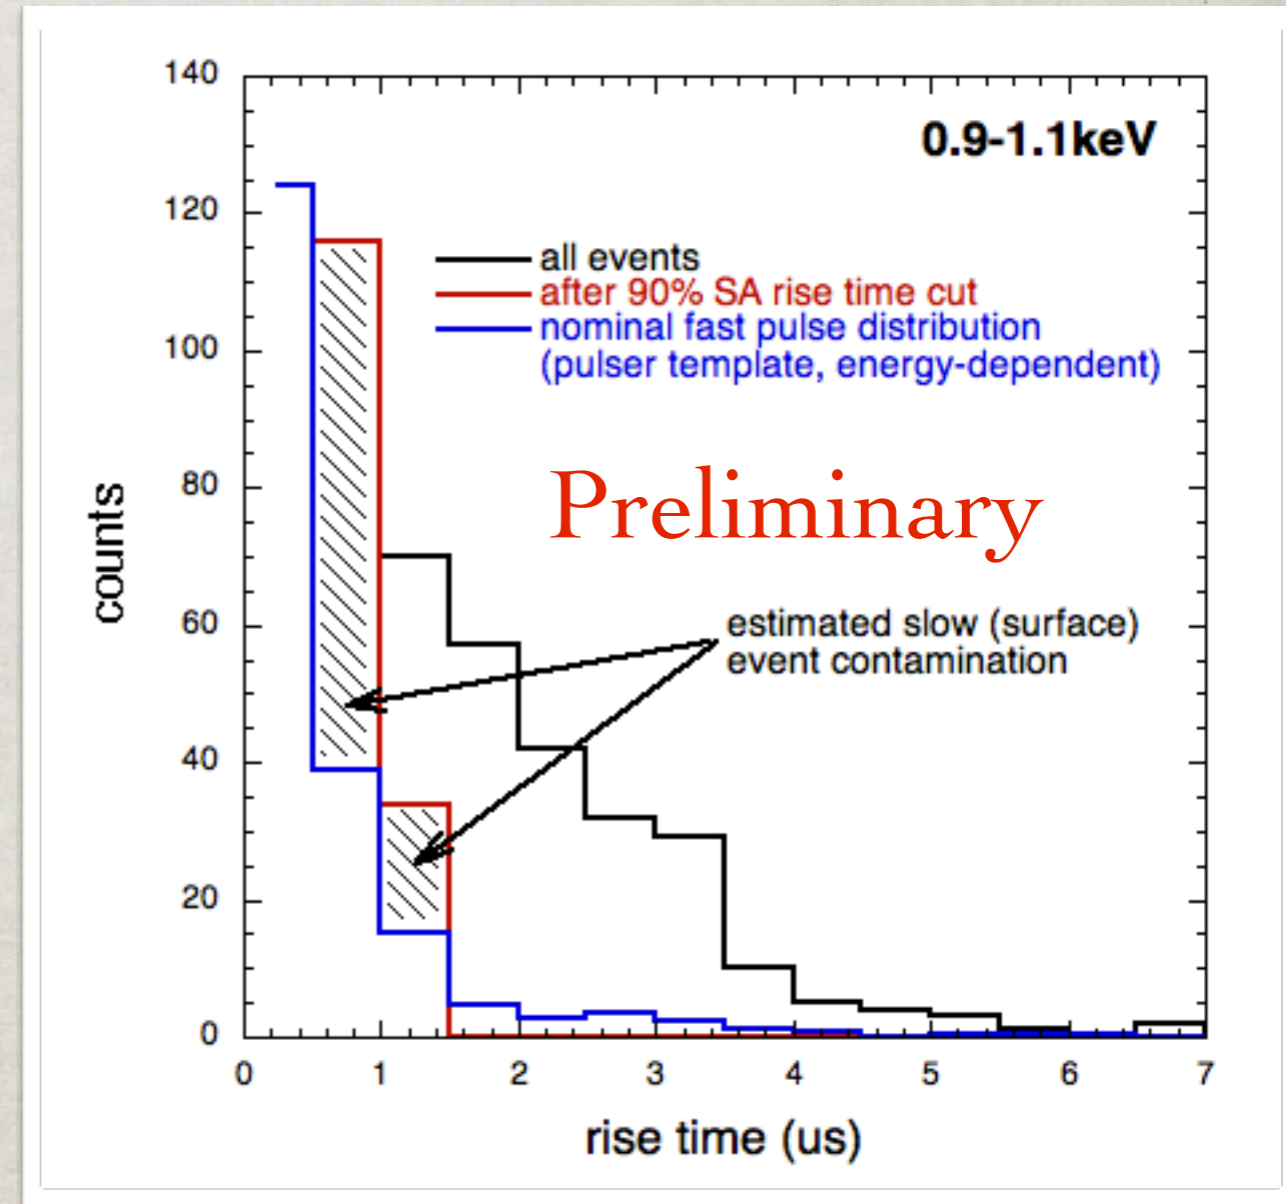 140
120
100
80
60
40
20
0
counts
0.9-1.1keV
all events
after 90% SA rise time cut
nominal fast pulse distribution
(pulser template, energy-dependent)
Preliminary
estimated slow (surface)
event contamination
0 1 2 3 4 5 6 7
rise time (us)